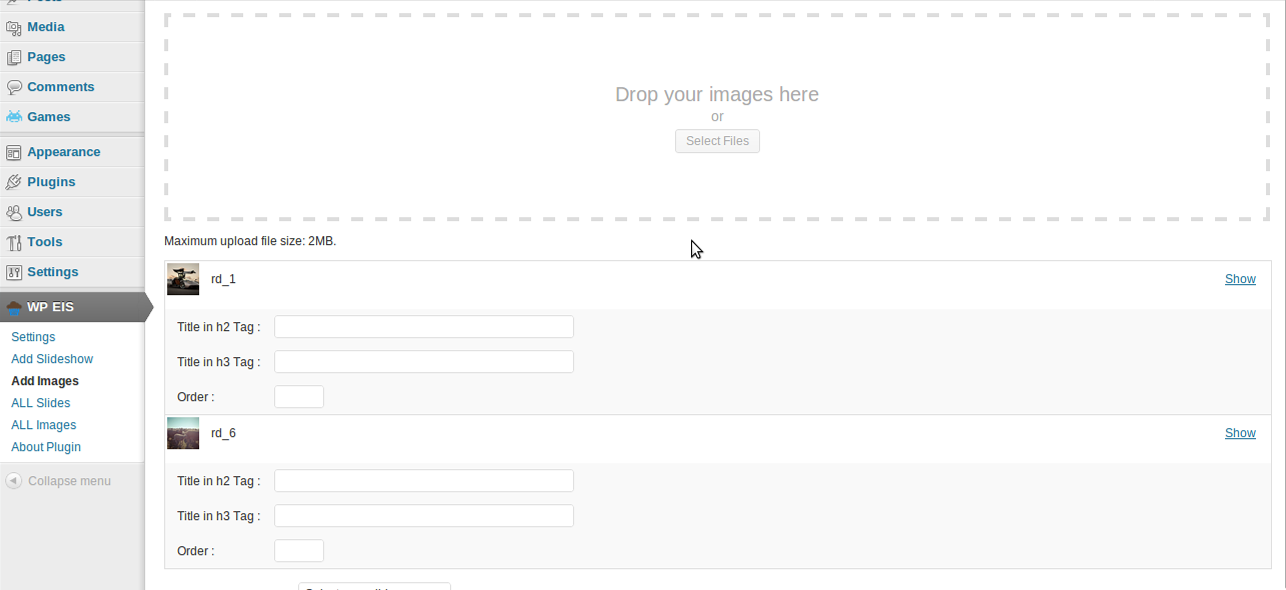 Media
Pages
Comments
Games
Appearance
Plugins
Users
Tools
Settings
WP EIS
Settings
Add Slideshow
Add Images
ALL Slides
ALL Images
About Plugin
Collapse menu
Drop your images here
or
Select Files
Maximum upload file size: 2MB.
rd_1
Show
Title in h2 Tag :
Title in h3 Tag :
Order :
rd_6
Show
Title in h2 Tag :
Title in h3 Tag :
Order :